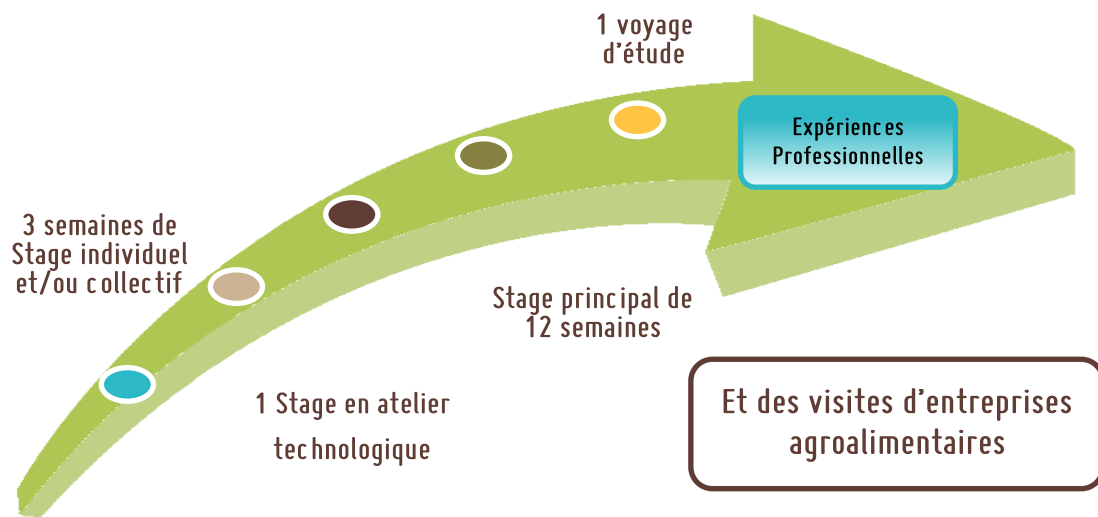 1 voyage
d'étude
Expériences
Professionnelles
3 semaines de
Stage individuel
et/ou collectif
Stage principal de
12 semaines
1 Stage en atelier
technologique
Et des visites d'entreprises
agroalimentaires